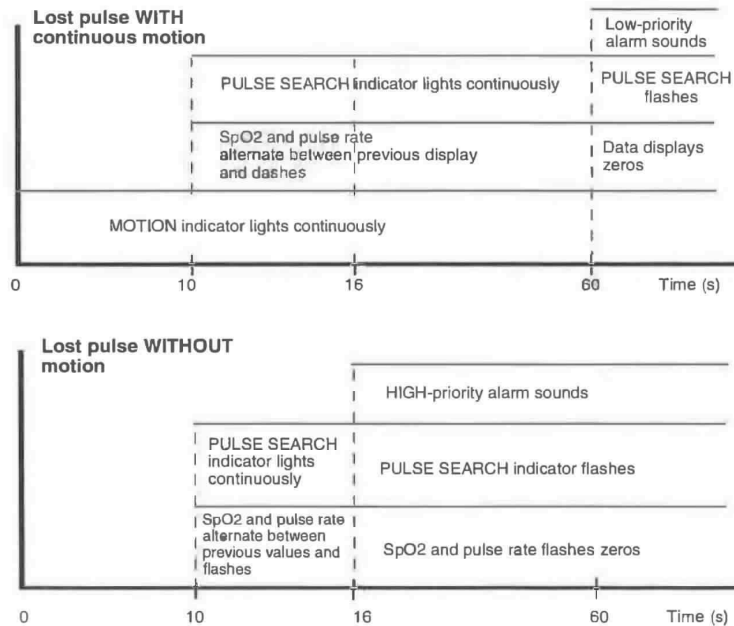 Lost pulse WITH
continuous motion
Low-priority
alarm sounds
PULSE SEARCH indicator lights continuously
PULSE SEARCH
flashes
SpO2 and pulse rate
alternate between previous display
and dashes
Data displays
zeros
MOTION indicator lights continuously
0 10 16 60 Time (s)
Lost pulse WITHOUT
motion
HIGH-priority alarm sounds
PULSE SEARCH
indicator lights
continuously
PULSE SEARCH indicator flashes
SpO2 and pulse rate
alternate between
previous values and
flashes
SpO2 and pulse rate flashes zeros
0 10 16 60 Time (s)